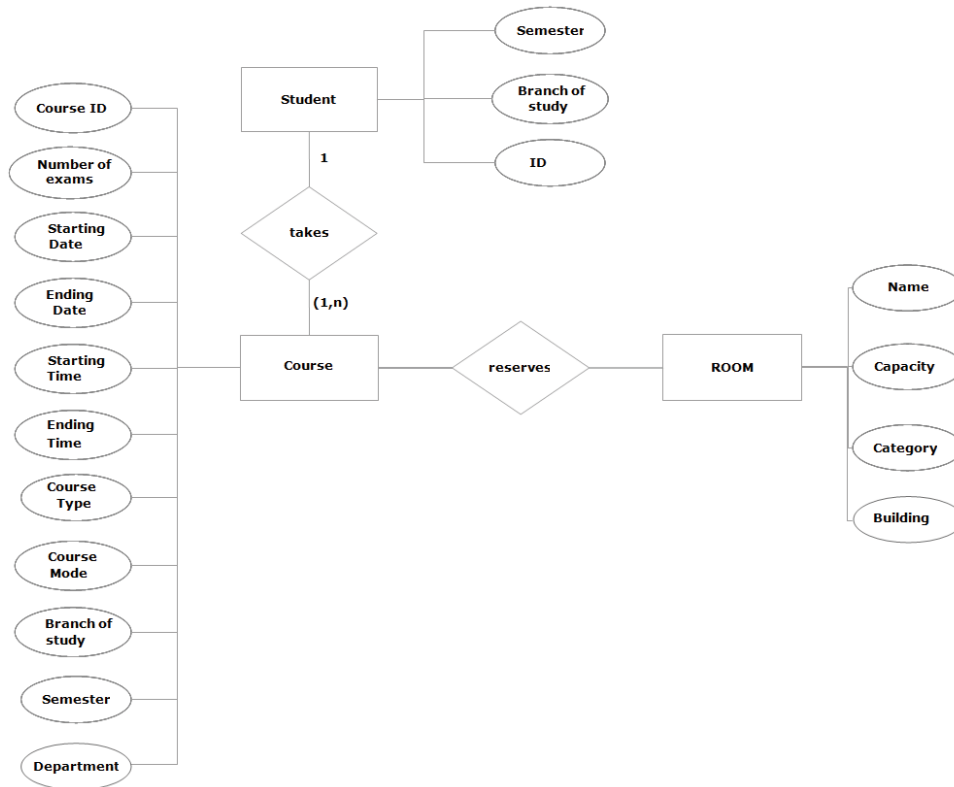 Semester
Student
Branch of
study
Course ID
1
ID
Number of
exams
takes
Starting
Date
Ending
Date
(1,n)
Name
Starting
Time
Course
reserves
ROOM
Capacity
Ending
Time
Category
Course
Type
Building
Course
Mode
Branch of
study
Semester
Department